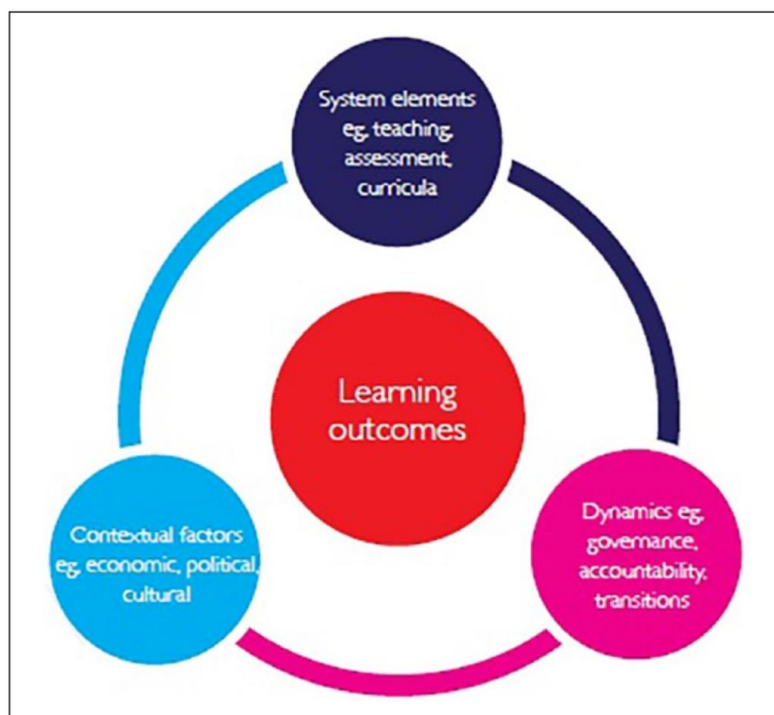 System elements
eg, teaching,
assessment,
curricula
Learning
outcomes
Contextual factors
eg, economic, political,
cultural
Dynamics eg,
governance,
accountability,
transitions